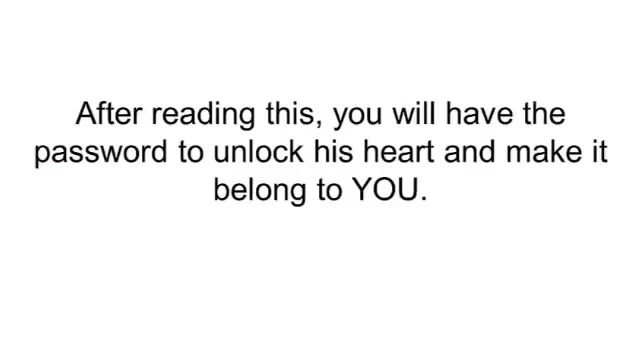 After reading this, you will have the
password to unlock his heart and make it
belong to YOU.